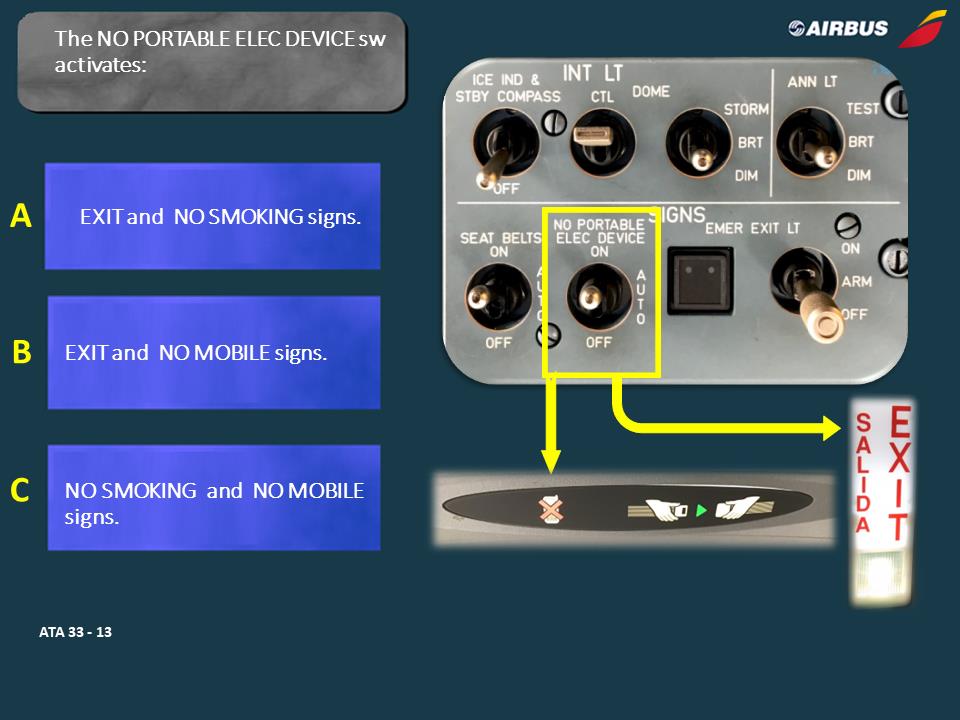 The NO PORTABLE ELEC DEVICE sw
activates:
AIRBUS
A
EXIT and NO SMOKING signs.
B
EXIT and NO MOBILE signs.
C
NO SMOKING and NO MOBILE
signs.
ATA 33 - 13
ICE IND &
STBY COMPASS
OFF
INT LT
CTL
DOME
STORM
BRT
DIM
ANN LT
TEST
BRT
DIM
SIGNS
SEAT BELTS
ON
AUTO
OFF
NO PORTABLE
ELEC DEVICE
ON
AUTO
OFF
EMER EXIT LT
ON
ARM
OFF
SALIDA
EXIT